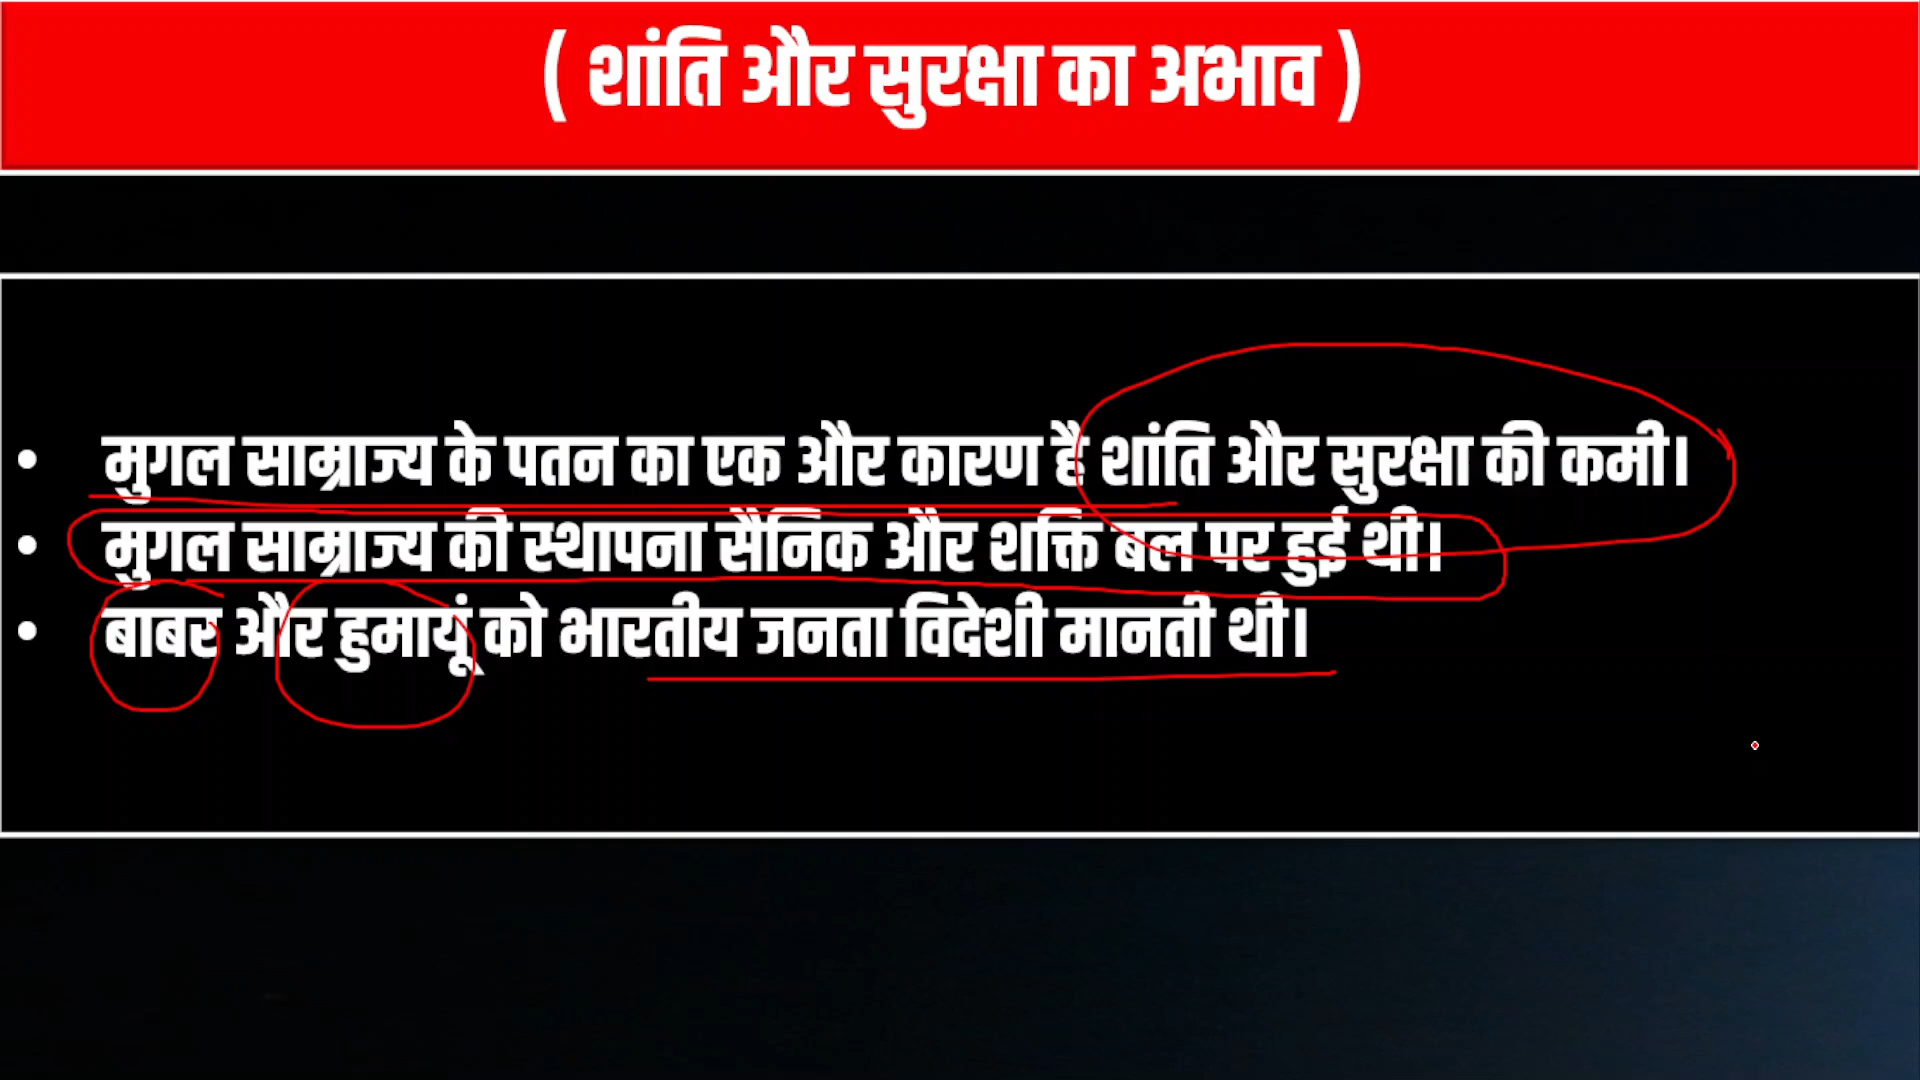 ( शांति और सुरक्षा का अभाव )
• मुगल साम्राज्य के पतन का एक और कारण है शांति और सुरक्षा की कमी।
• मुगल साम्राज्य की स्थापना सैनिक और शक्ति बल पर हुई थी।
• बाबर और हुमायूं को भारतीय जनता विदेशी मानती थी।